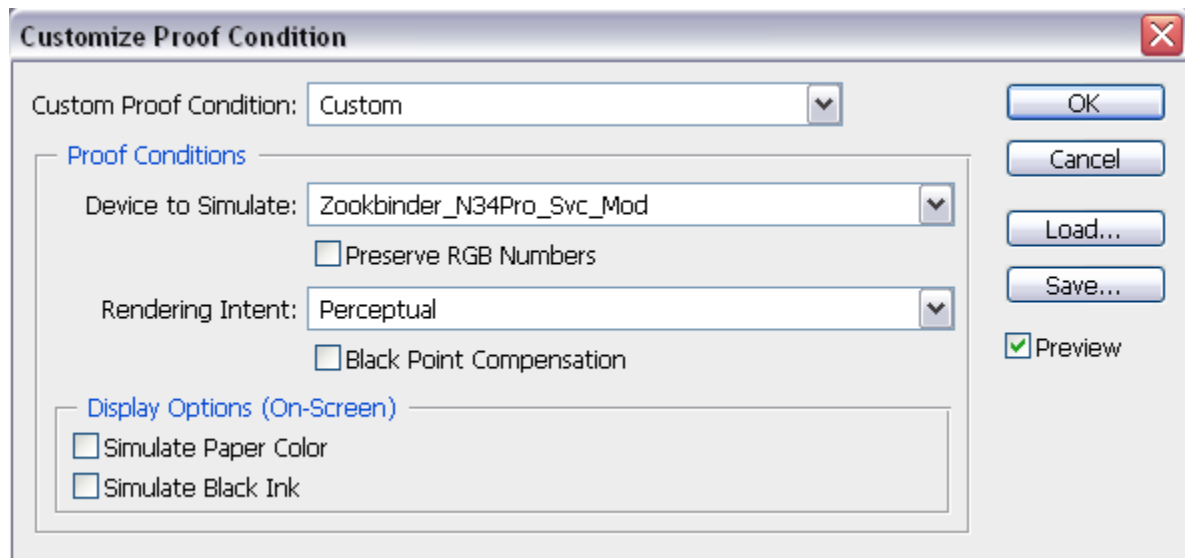 Customize Proof Condition
Custom Proof Condition: Custom
OK
Proof Conditions
Cancel
Device to Simulate: Zookbinder_N34Pro_Svc_Mod
Load...
Preserve RGB Numbers
Save...
Rendering Intent: Perceptual
Preview
Black Point Compensation
Display Options (On-Screen)
Simulate Paper Color
Simulate Black Ink